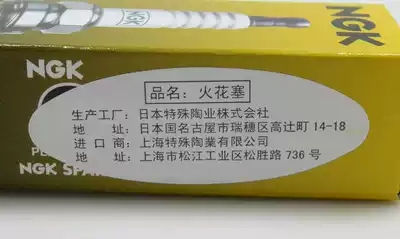 NGK
NGK
品名：火花塞
生产工厂：日本特殊陶业株式会社
地　　址：日本国名古屋市瑞穗区高辻町 14-18
进 口 商：上海特殊陶業有限公司
地　　址：上海市松江工业区松胜路 736 号
NGK SPAR